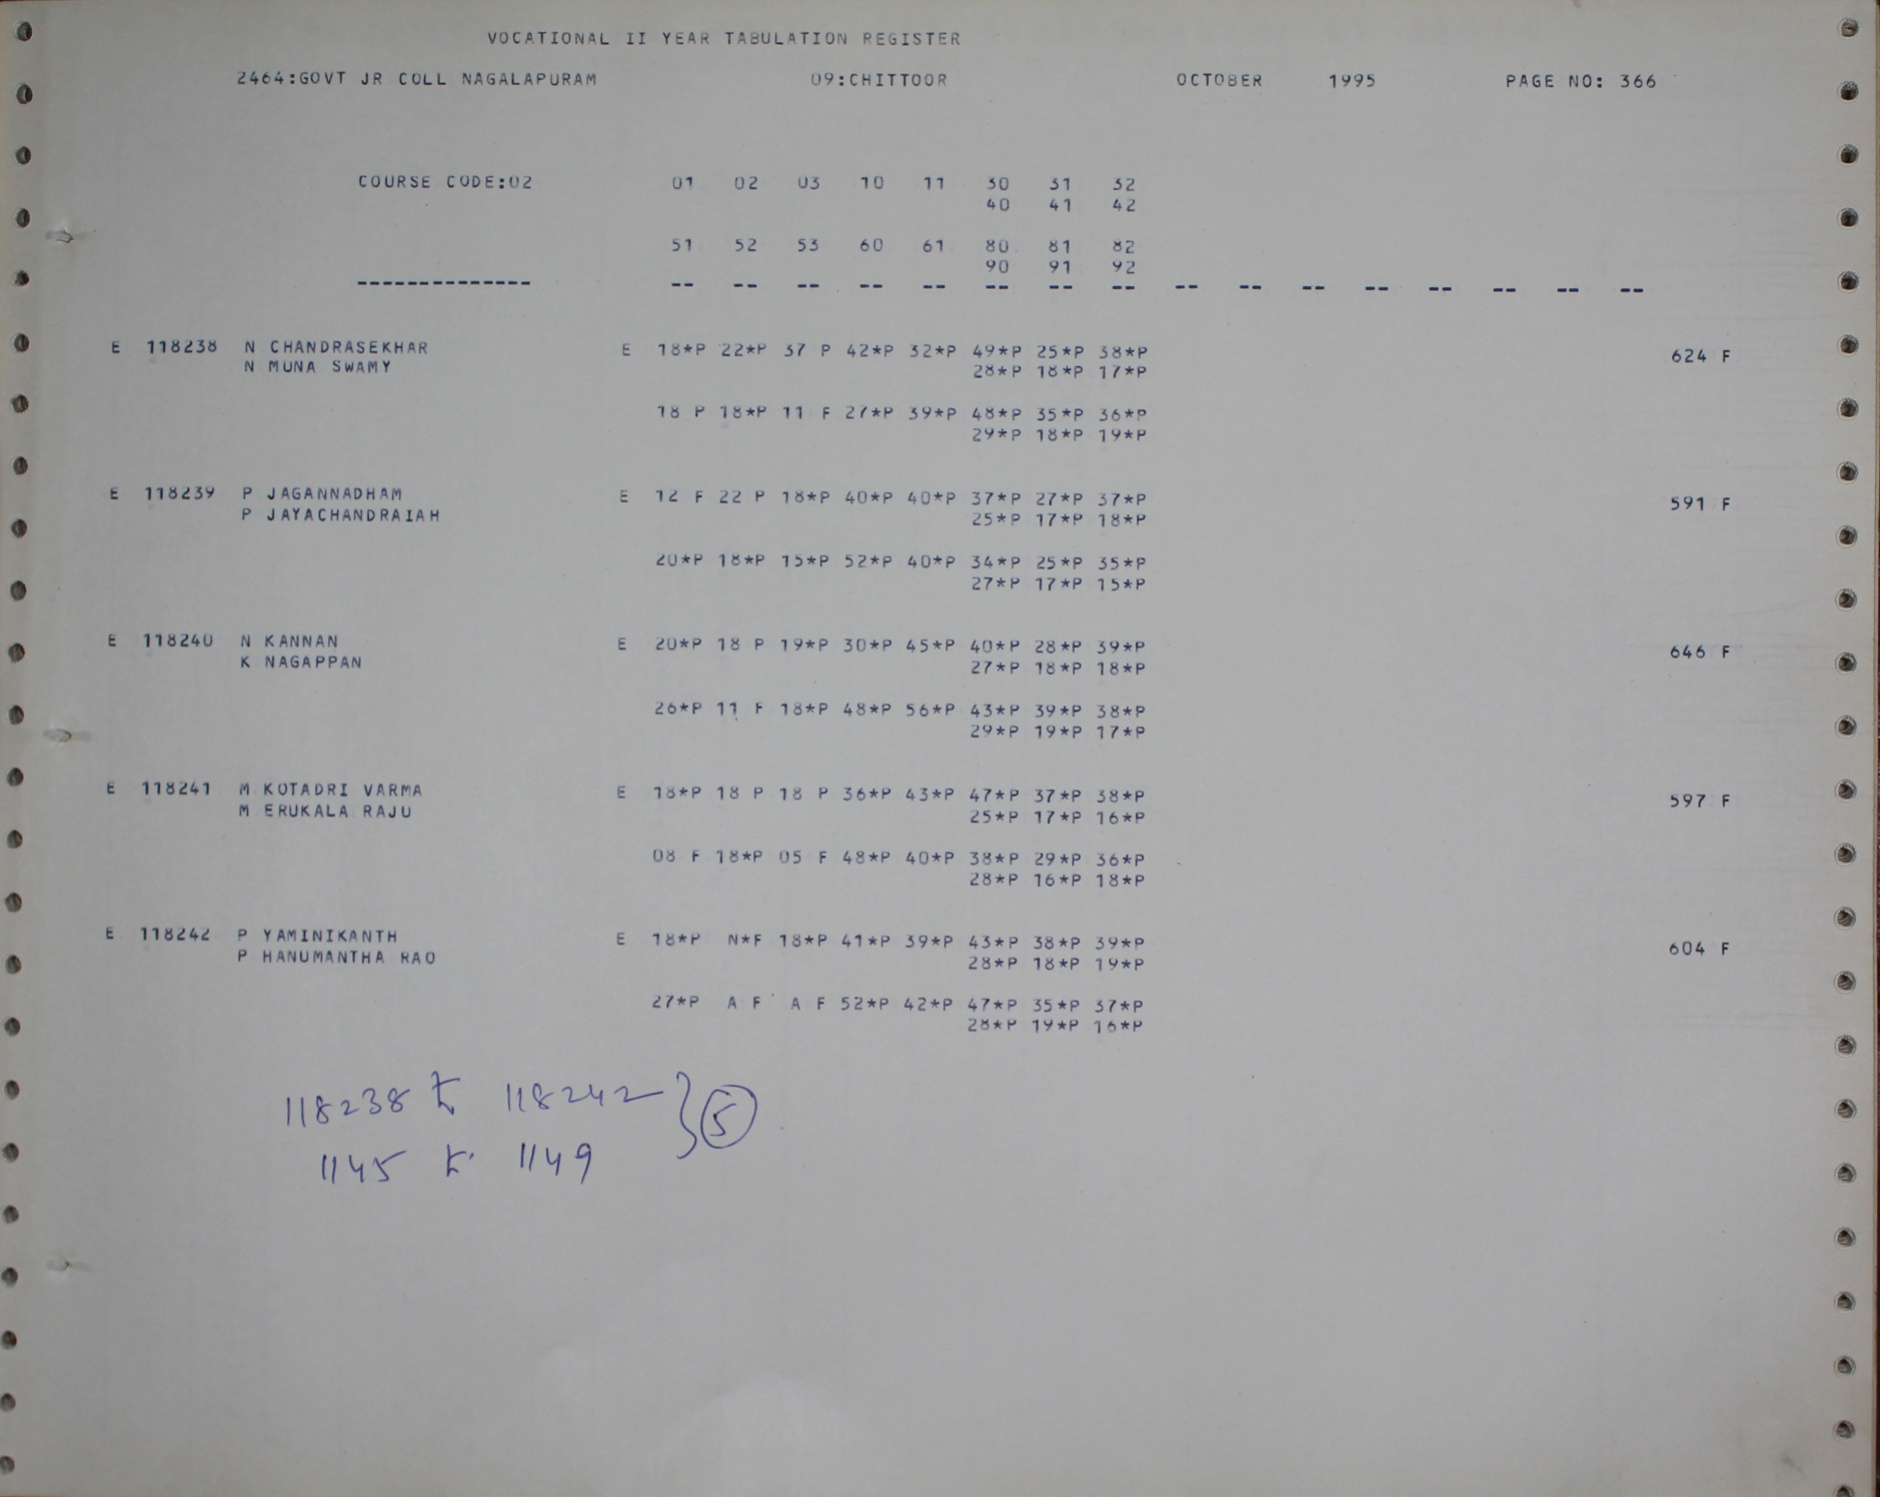 VOCATIONAL II YEAR TABULATION REGISTER
2464:GOVT JR COLL NAGALAPURAM 09:CHITTOOR OCTOBER 1995 PAGE NO: 366
COURSE CODE:02 01 02 03 10 11 30 31 32
40 41 42
51 52 53 60 61 80 81 82
90 91 92
-------------- -- -- -- -- -- -- -- -- -- -- -- -- -- -- -- --
E 118238 N CHANDRASEKHAR E 18*P 22*P 37 P 42*P 32*P 49*P 25*P 38*P 624 F
N MUNA SWAMY 28*P 18*P 17*P
18 P 18*P 11 F 27*P 39*P 48*P 35*P 36*P
29*P 18*P 19*P
E 118239 P JAGANNADHAM E 12 F 22 P 18*P 40*P 40*P 37*P 27*P 37*P 591 F
P JAYACHANDRAIAH 25*P 17*P 18*P
20*P 18*P 15*P 52*P 40*P 34*P 25*P 35*P
27*P 17*P 15*P
E 118240 N KANNAN E 20*P 18 P 19*P 30*P 45*P 40*P 28*P 39*P 646 F
K NAGAPPAN 27*P 18*P 18*P
26*P 11 F 18*P 48*P 56*P 43*P 39*P 38*P
29*P 19*P 17*P
E 118241 M KOTADRI VARMA E 18*P 18 P 18 P 36*P 43*P 47*P 37*P 38*P 597 F
M ERUKALA RAJU 25*P 17*P 16*P
08 F 18*P 05 F 48*P 40*P 38*P 29*P 36*P
28*P 16*P 18*P
E 118242 P YAMINIKANTH E 18*P N*F 18*P 41*P 39*P 43*P 38*P 39*P 604 F
P HANUMANTHA RAO 28*P 18*P 19*P
27*P A F A F 52*P 42*P 47*P 35*P 37*P
28*P 19*P 16*P
118238 to 118242 } 5
1145 to 1149